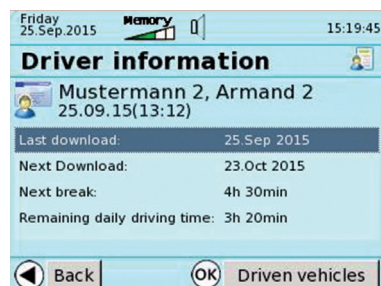 Friday
25.Sep.2015
Memory
15:19:45
Driver information
Mustermann 2, Armand 2
25.09.15(13:12)
Last download: 25.Sep 2015
Next Download: 23.Oct 2015
Next break: 4h 30min
Remaining daily driving time: 3h 20min
Back
OK
Driven vehicles